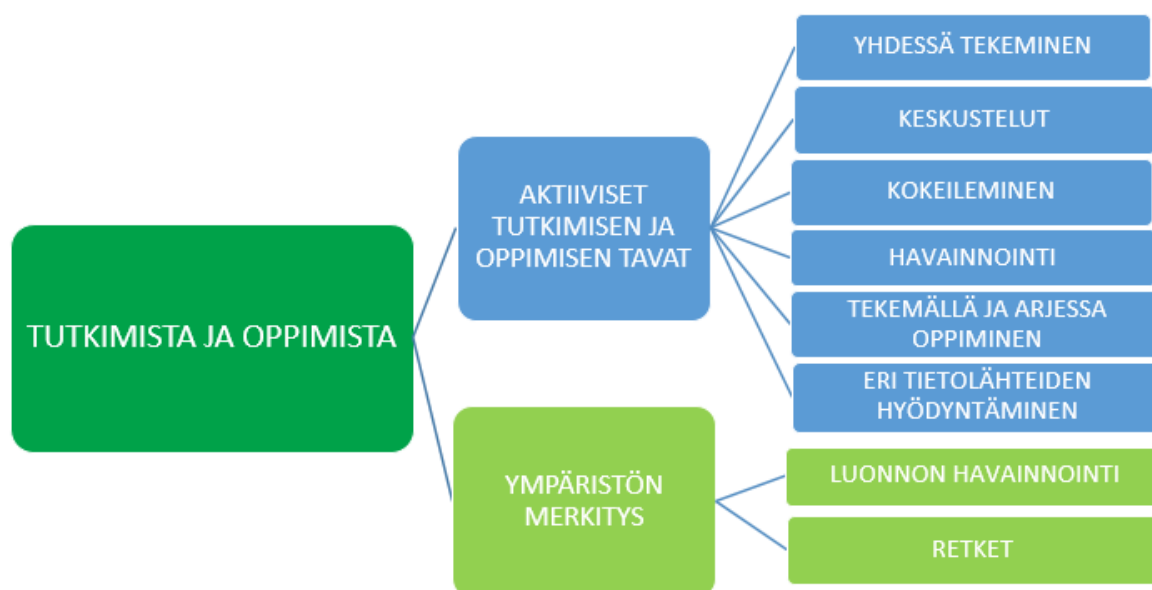 TUTKIMISTA JA OPPIMISTA
AKTIIVISET
TUTKIMISEN JA
OPPIMISEN TAVAT
YHDESSÄ TEKEMINEN
KESKUSTELUT
KOKEILEMINEN
HAVAINNOINTI
TEKEMÄLLÄ JA ARJESSA
OPPIMINEN
ERI TIETOLÄHTEIDEN
HYÖDYNTÄMINEN
YMPÄRISTÖN
MERKITYS
LUONNON HAVAINNOINTI
RETKET